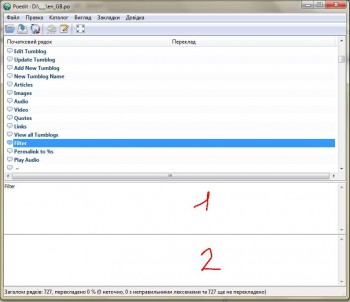 Poedit : D:\__\en_GB.po
Файл Правка Каталог Вигляд Закладки Довідка
Початковий рядок Переклад
Edit Tumblog
Update Tumblog
Add New Tumblog
New Tumblog Name
Articles
Images
Audio
Video
Quotes
Links
View all Tumblogs
Filter
Permalink to %s
Play Audio
Filter
1
2
Загалом рядків: 727, перекладено 0 % (0 неточно, 0 з неправильними лексемами та 727 ще не перекладено)